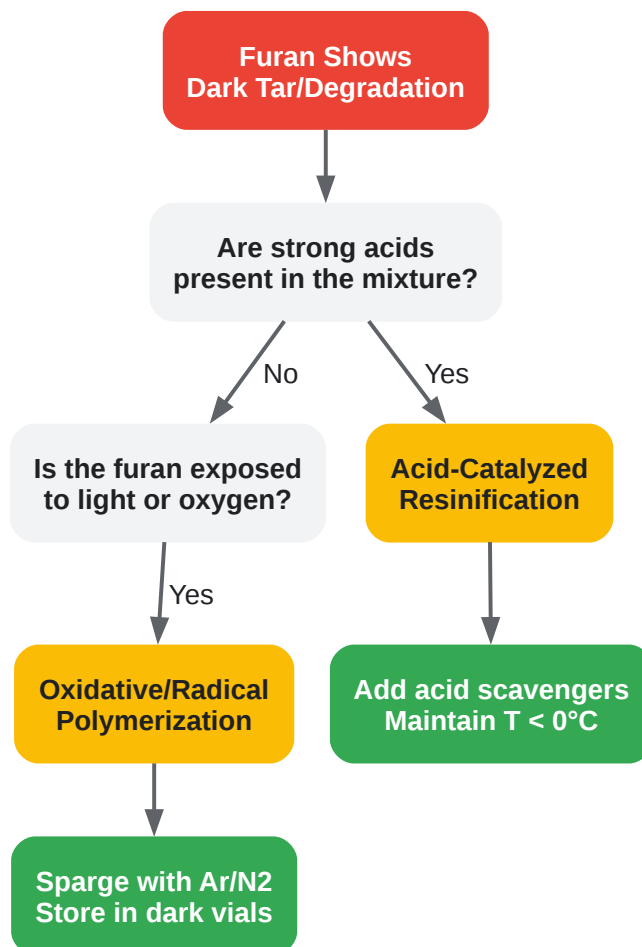 Furan Shows
Dark Tar/Degradation
Are strong acids
present in the mixture?
No
Yes
Is the furan exposed
to light or oxygen?
Acid-Catalyzed
Resinification
Yes
Oxidative/Radical
Polymerization
Add acid scavengers
Maintain T < 0°C
Sparge with Ar/N2
Store in dark vials